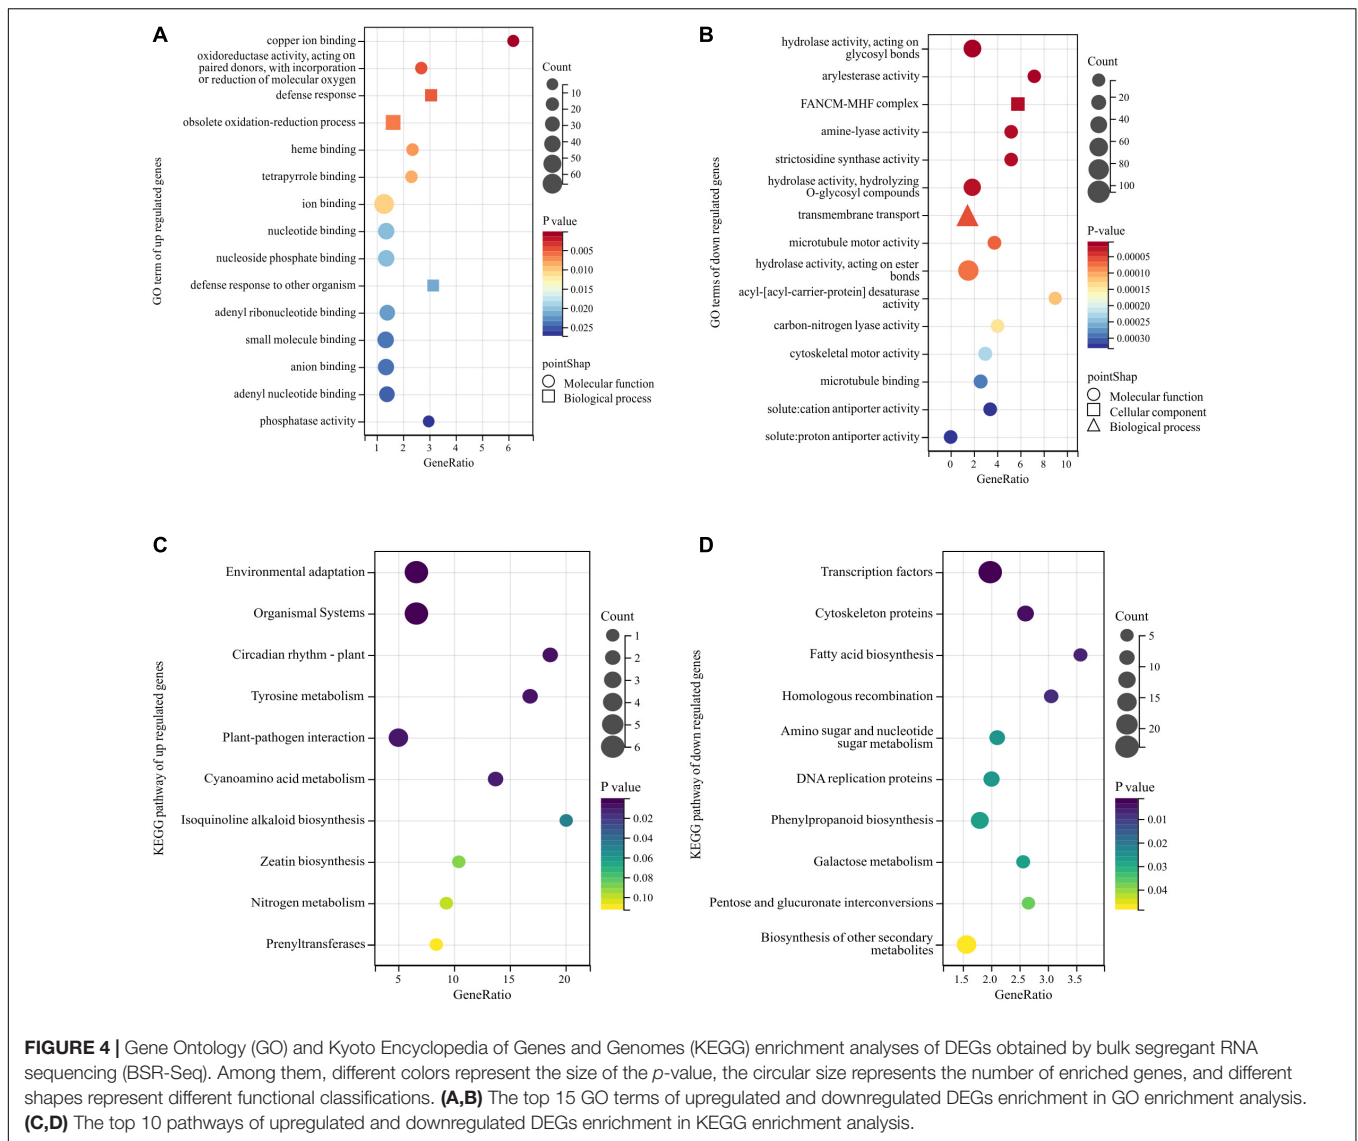 A
GO term of up regulated genes
copper ion binding
oxidoreductase activity, acting on
paired donors, with incorporation
or reduction of molecular oxygen
defense response
obsolete oxidation-reduction process
heme binding
tetrapyrrole binding
ion binding
nucleotide binding
nucleoside phosphate binding
defense response to other organism
adenyl ribonucleotide binding
small molecule binding
anion binding
adenyl nucleotide binding
phosphatase activity
1 2 3 4 5 6
GeneRatio
Count
10
20
30
40
50
60
P value
0.005
0.010
0.015
0.020
0.025
pointShap
Molecular function
Biological process
B
GO terms of down regulated genes
hydrolase activity, acting on
glycosyl bonds
arylesterase activity
FANCM-MHF complex
amine-lyase activity
strictosidine synthase activity
hydrolase activity, hydrolyzing
O-glycosyl compounds
transmembrane transport
microtubule motor activity
hydrolase activity, acting on ester
bonds
acyl-[acyl-carrier-protein] desaturase
activity
carbon-nitrogen lyase activity
cytoskeletal motor activity
microtubule binding
solute:cation antiporter activity
solute:proton antiporter activity
0 2 4 6 8 10
GeneRatio
Count
20
40
60
80
100
P-value
0.00005
0.00010
0.00015
0.00020
0.00025
0.00030
pointShap
Molecular function
Cellular component
Biological process
C
KEGG pathway of up regulated genes
Environmental adaptation
Organismal Systems
Circadian rhythm - plant
Tyrosine metabolism
Plant-pathogen interaction
Cyanoamino acid metabolism
Isoquinoline alkaloid biosynthesis
Zeatin biosynthesis
Nitrogen metabolism
Prenyltransferases
5 10 15 20
GeneRatio
Count
1
2
3
4
5
6
P value
0.02
0.04
0.06
0.08
0.10
D
KEGG pathway of down regulated genes
Transcription factors
Cytoskeleton proteins
Fatty acid biosynthesis
Homologous recombination
Amino sugar and nucleotide
sugar metabolism
DNA replication proteins
Phenylpropanoid biosynthesis
Galactose metabolism
Pentose and glucuronate interconversions
Biosynthesis of other secondary
metabolites
1.5 2.0 2.5 3.0 3.5
GeneRatio
Count
5
10
15
20
P value
0.01
0.02
0.03
0.04
FIGURE 4 | Gene Ontology (GO) and Kyoto Encyclopedia of Genes and Genomes (KEGG) enrichment analyses of DEGs obtained by bulk segregant RNA
sequencing (BSR-Seq). Among them, different colors represent the size of the p-value, the circular size represents the number of enriched genes, and different
shapes represent different functional classifications. (A,B) The top 15 GO terms of upregulated and downregulated DEGs enrichment in GO enrichment analysis.
(C,D) The top 10 pathways of upregulated and downregulated DEGs enrichment in KEGG enrichment analysis.